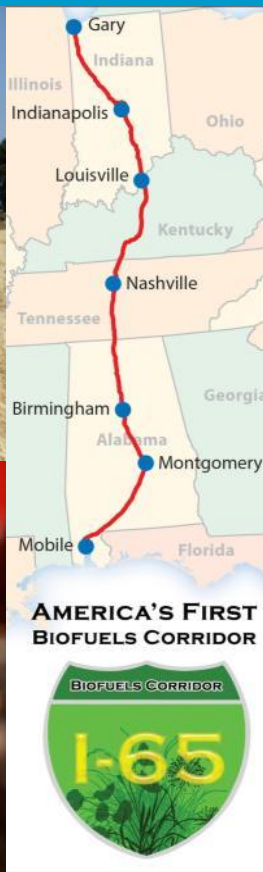 Gary
Indiana
Illinois
Indianapolis
Ohio
Louisville
Kentucky
Nashville
Tennessee
Georgia
Birmingham
Alabama
Montgomery
Mobile
Florida
AMERICA'S FIRST
BIOFUELS CORRIDOR
BIOFUELS CORRIDOR
I-65